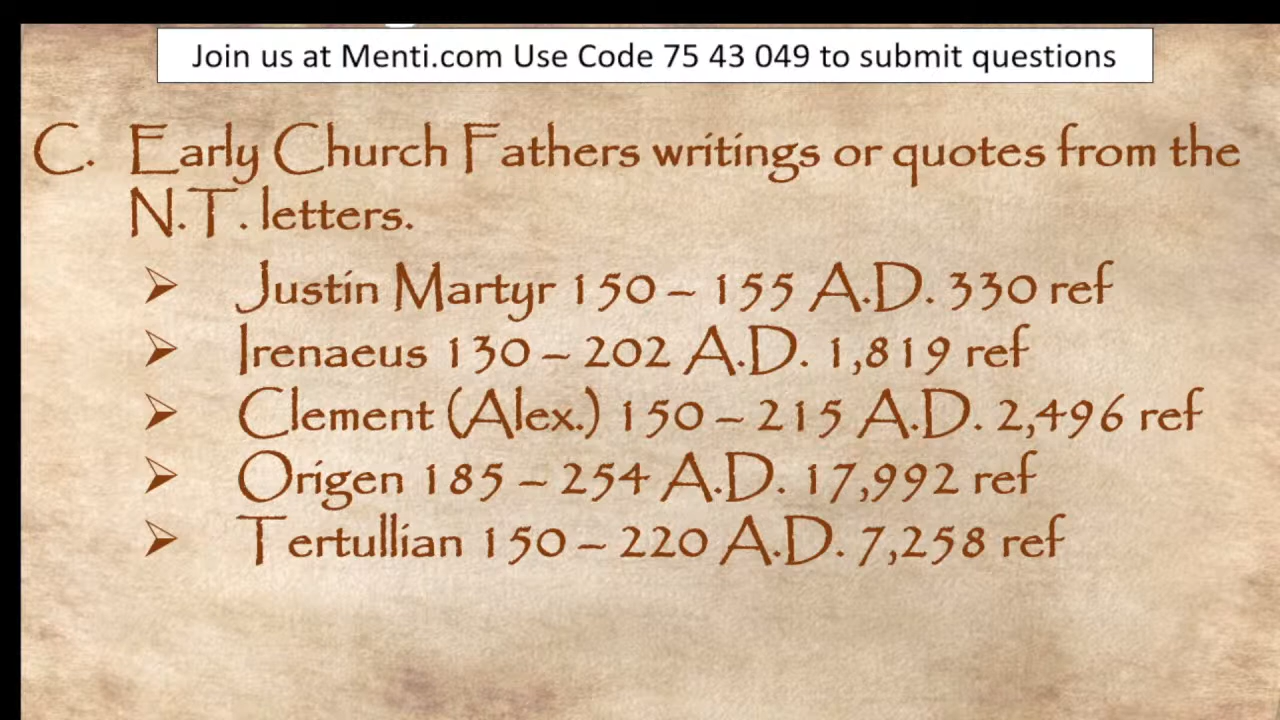 Join us at Menti.com Use Code 75 43 049 to submit questions
C. Early Church Fathers writings or quotes from the
N.T. letters.
➢ Justin Martyr 150 – 155 A.D. 330 ref
➢ Irenaeus 130 – 202 A.D. 1,819 ref
➢ Clement (Alex.) 150 – 215 A.D. 2,496 ref
➢ Origen 185 – 254 A.D. 17,992 ref
➢ Tertullian 150 – 220 A.D. 7,258 ref